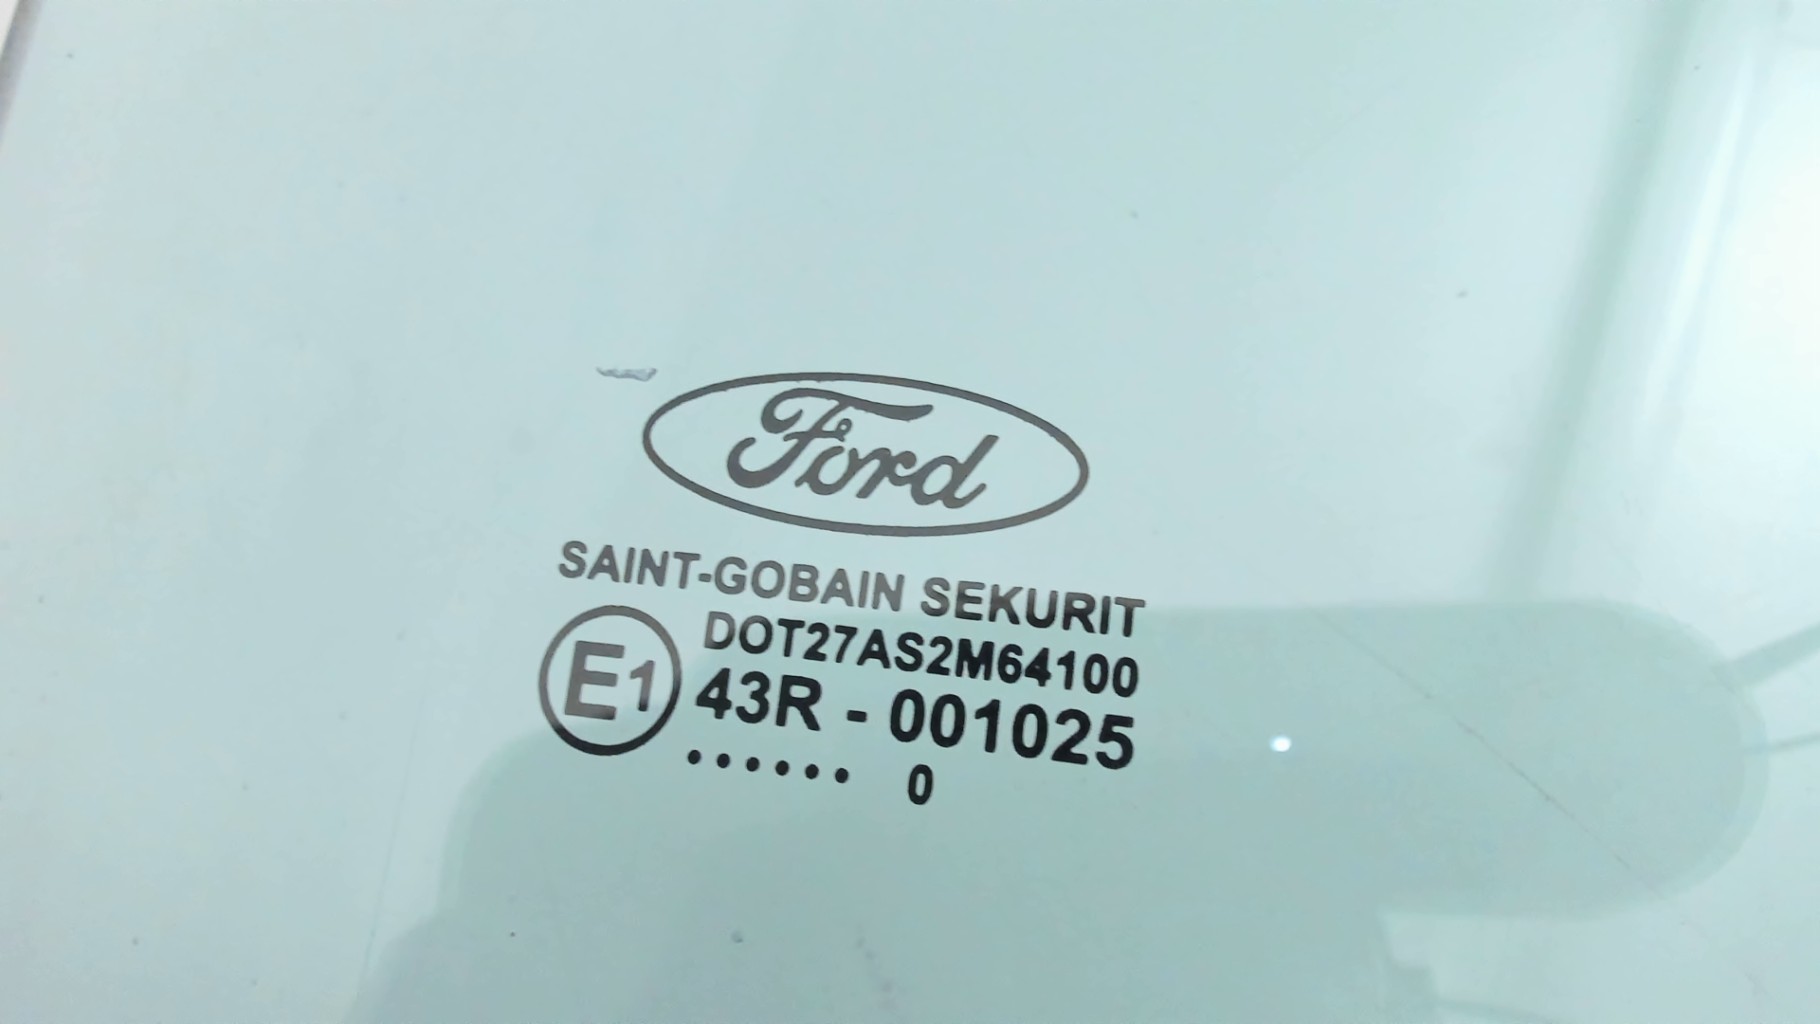 Ford
SAINT-GOBAIN SEKURIT
DOT27AS2M64100
E1 43R - 001025
...... 0